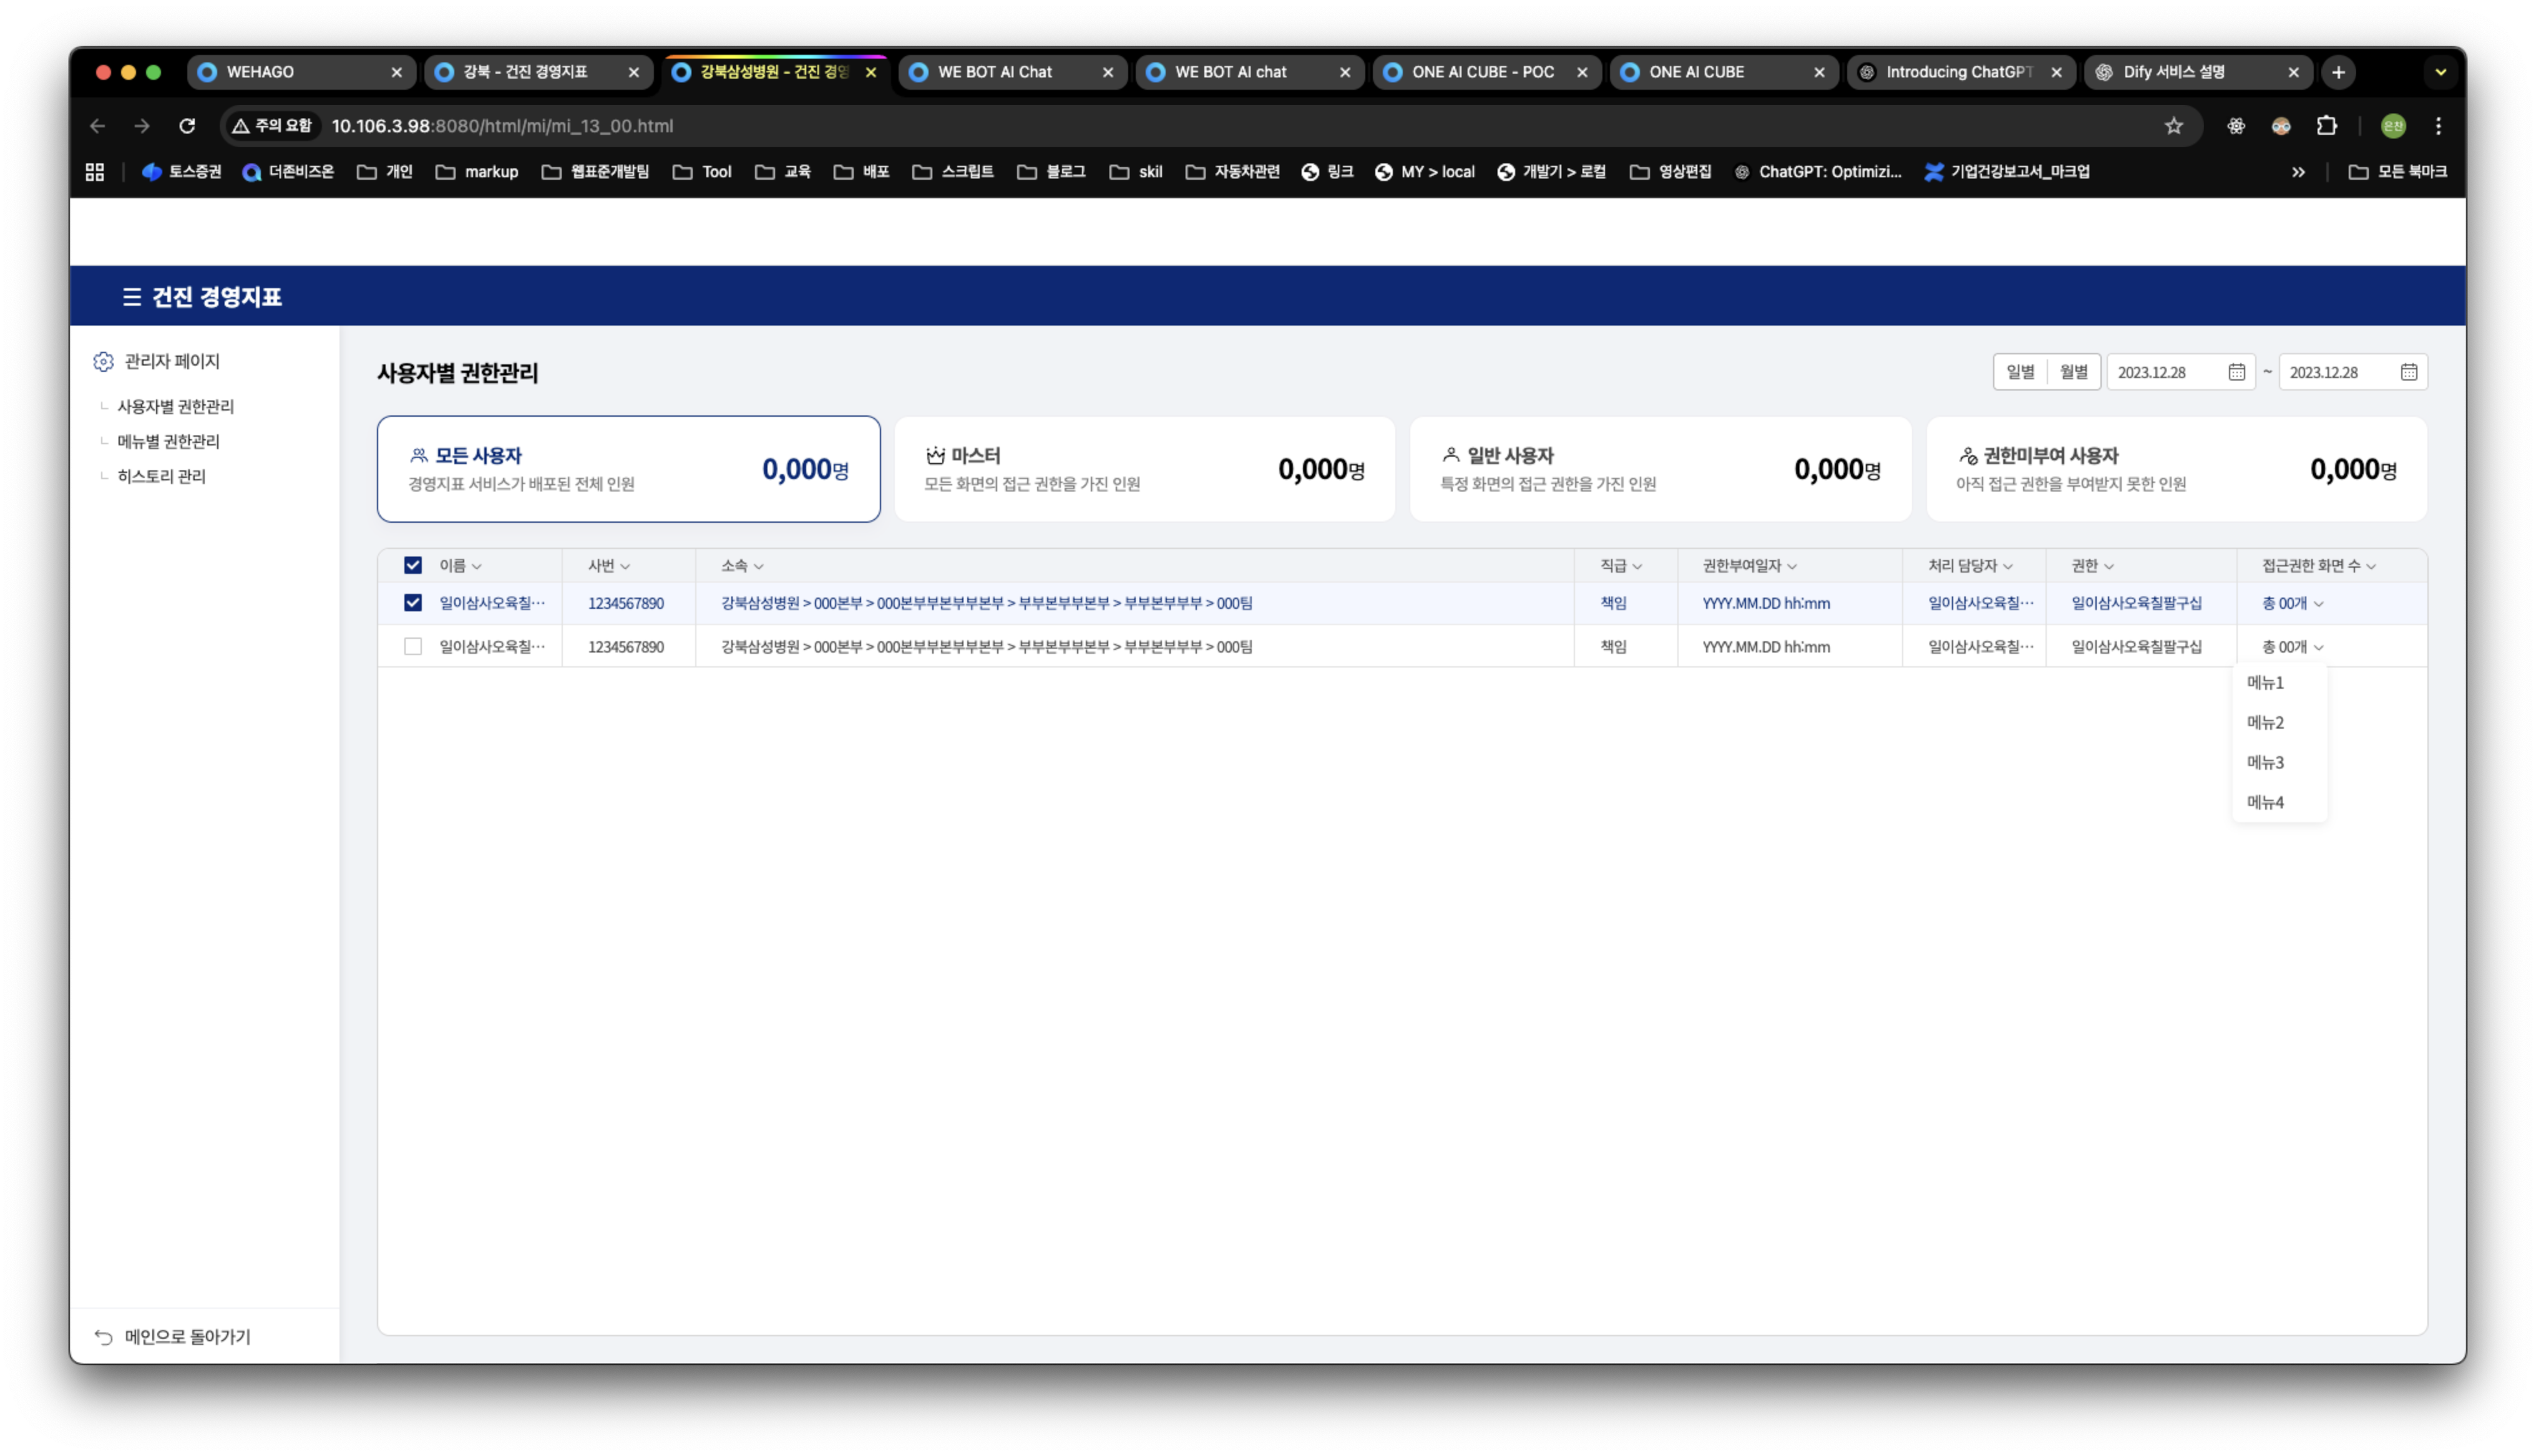 WEHAGO
강북 - 건진 경영지표
강북삼성병원 - 건진 경영
WE BOT AI Chat
WE BOT AI chat
ONE AI CUBE - POC
ONE AI CUBE
Introducing ChatGPT
Dify 서비스 설명
주의 요함
10.106.3.98:8080/html/mi/mi_13_00.html
은찬
토스증권
더존비즈온
개인
markup
웹표준개발팀
Tool
교육
배포
스크립트
블로그
skil
자동차관련
링크
MY > local
개발기 > 로컬
영상편집
ChatGPT: Optimizi...
기업건강보고서_마크업
모든 북마크
건진 경영지표
관리자 페이지
사용자별 권한관리
메뉴별 권한관리
히스토리 관리
메인으로 돌아가기
사용자별 권한관리
일별 월별 2023.12.28 ~ 2023.12.28
모든 사용자
경영지표 서비스가 배포된 전체 인원
0,000명
마스터
모든 화면의 접근 권한을 가진 인원
0,000명
일반 사용자
특정 화면의 접근 권한을 가진 인원
0,000명
권한미부여 사용자
아직 접근 권한을 부여받지 못한 인원
0,000명
이름 사번 소속 직급 권한부여일자 처리 담당자 권한 접근권한 화면 수
일이삼사오육칠… 1234567890 강북삼성병원 > 000본부 > 000본부부본부부본부 > 부부본부부본부 > 부부본부부부 > 000팀 책임 YYYY.MM.DD hh:mm 일이삼사오육칠… 일이삼사오육칠팔구십 총 00개
일이삼사오육칠… 1234567890 강북삼성병원 > 000본부 > 000본부부본부부본부 > 부부본부부본부 > 부부본부부부 > 000팀 책임 YYYY.MM.DD hh:mm 일이삼사오육칠… 일이삼사오육칠팔구십 총 00개
메뉴1
메뉴2
메뉴3
메뉴4